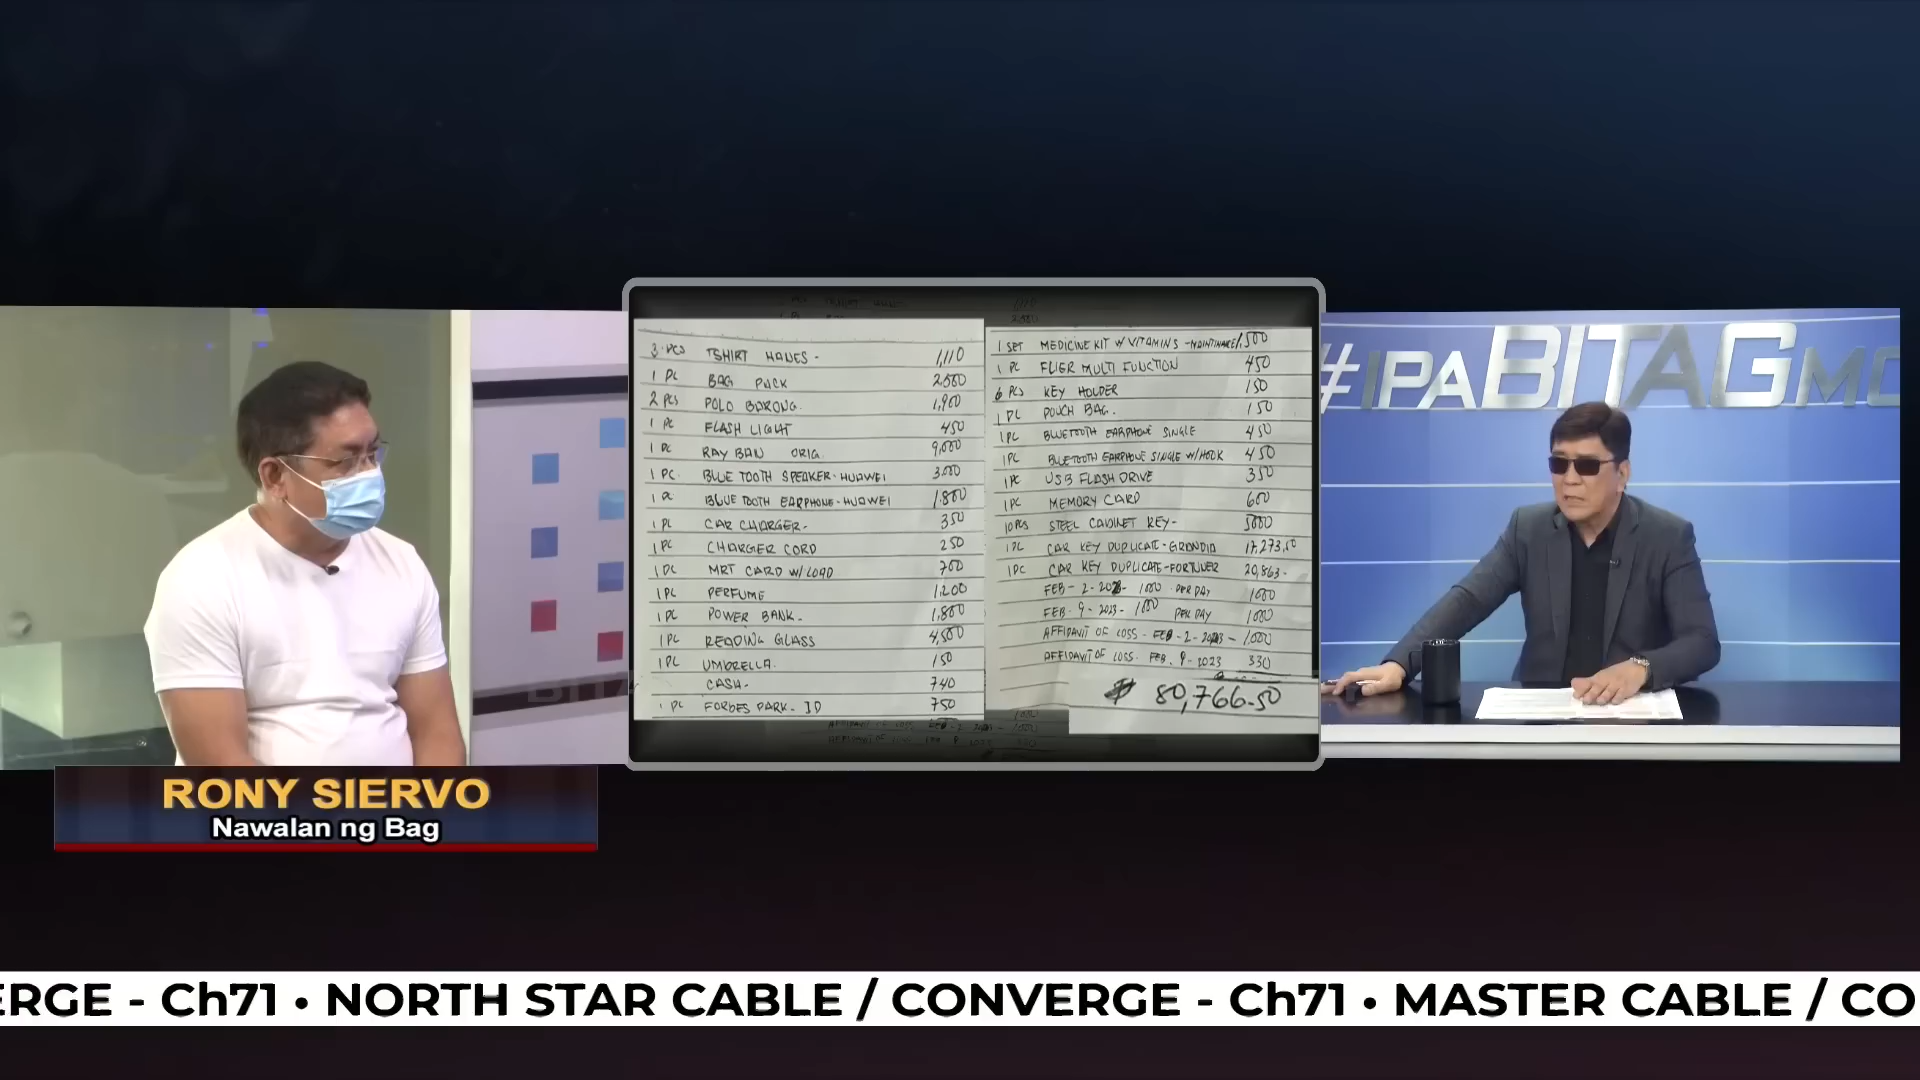 #IPABITAGMO
3 PCS TSHIRT HANES - 1,110
1 PC BAG PACK 2,500
2 PCS POLO BARONG. 1,900
1 PC FLASH LIGHT 450
1 PC RAY BAN ORIG. 9,000
1 PC. BLUE TOOTH SPEAKER-HUAWEI 3,000
1 PC BLUE TOOTH EARPHONE-HUAWEI 1,800
1 PC CAR CHARGER- 350
1 PC CHARGER CORD 250
1 PC MRT CARD W/LOAD 700
1 PC PERFUME 1,200
1 PC POWER BANK- 1,800
1 PC READING GLASS 4,500
1 PC UMBRELLA. 150
CASH- 740
1 PC FORBES PARK-ID 750
1 SET MEDICINE KIT W/VITAMINS -MAINTINANCE 1,500
1 PC FLIER MULTI FUNCTION 450
6 PCS KEY HOLDER 150
1 PC POUCH BAG. 150
1 PC BLUETOOTH EARPHONE SINGLE 450
1 PC BLUETOOTH EARPHONE SINGLE W/HOOK 450
1 PC USB FLASH DRIVE 350
1 PC MEMORY CARD 600
10 PCS STEEL CABINET KEY- 5000
1 PC CAR KEY DUPLICATE-GRANDIA 17,273.50
1 PC CAR KEY DUPLICATE-FORTUNER 20,863-
FEB-2-2023- 1000 PER DAY 1000
FEB-9-2023- 1000 PER DAY 1000
AFFIDAVIT OF LOSS- FEB-2-2023- 1,000
AFFIDAVIT OF LOSS- FEB. 9-2023 330
₱ 80,766.50
RONY SIERVO
Nawalan ng Bag
ERGE - Ch71 • NORTH STAR CABLE / CONVERGE - Ch71 • MASTER CABLE / CO